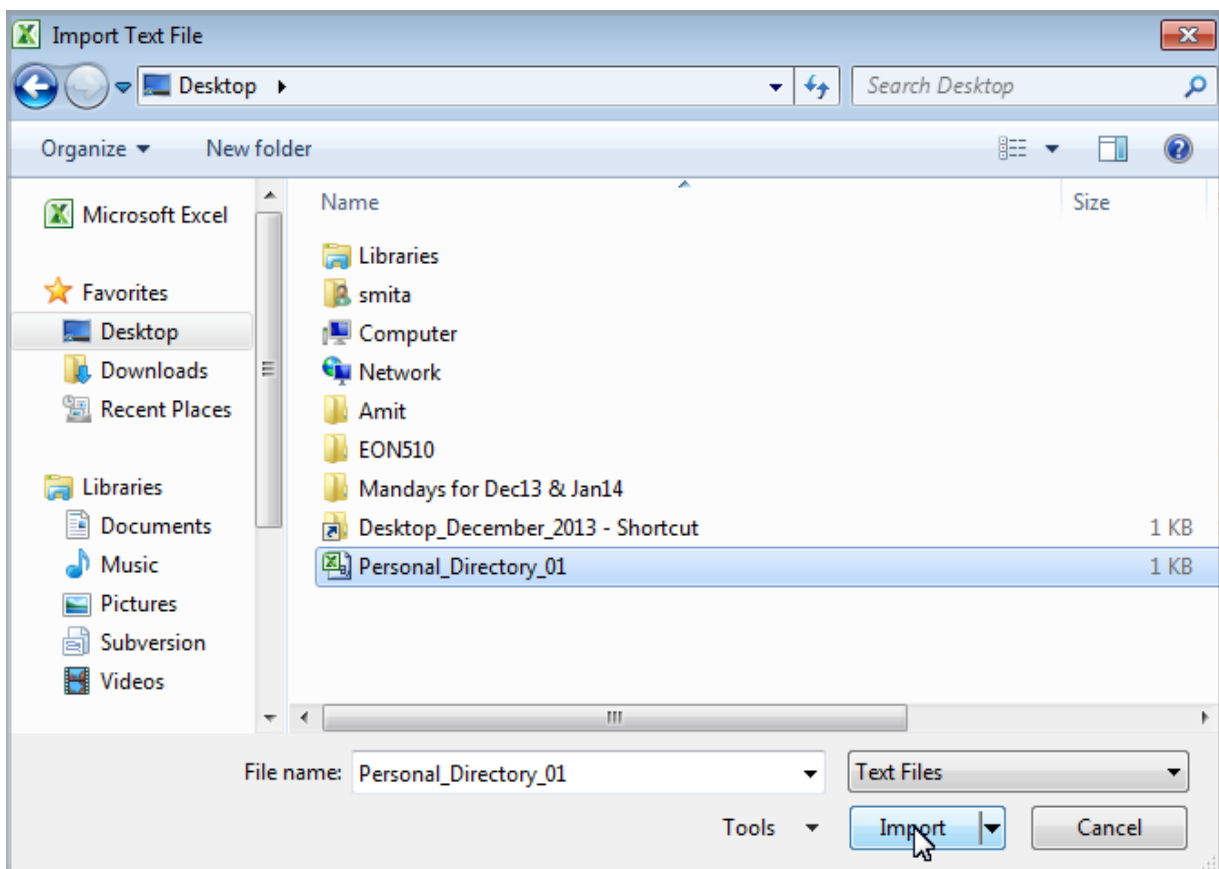 Import Text File
Desktop
Search Desktop
Organize
New folder
Microsoft Excel
Favorites
Desktop
Downloads
Recent Places
Libraries
Documents
Music
Pictures
Subversion
Videos
Name
Size
Libraries
smita
Computer
Network
Amit
EON510
Mandays for Dec13 & Jan14
Desktop_December_2013 - Shortcut
1 KB
Personal_Directory_01
1 KB
File name:
Personal_Directory_01
Text Files
Tools
Import
Cancel